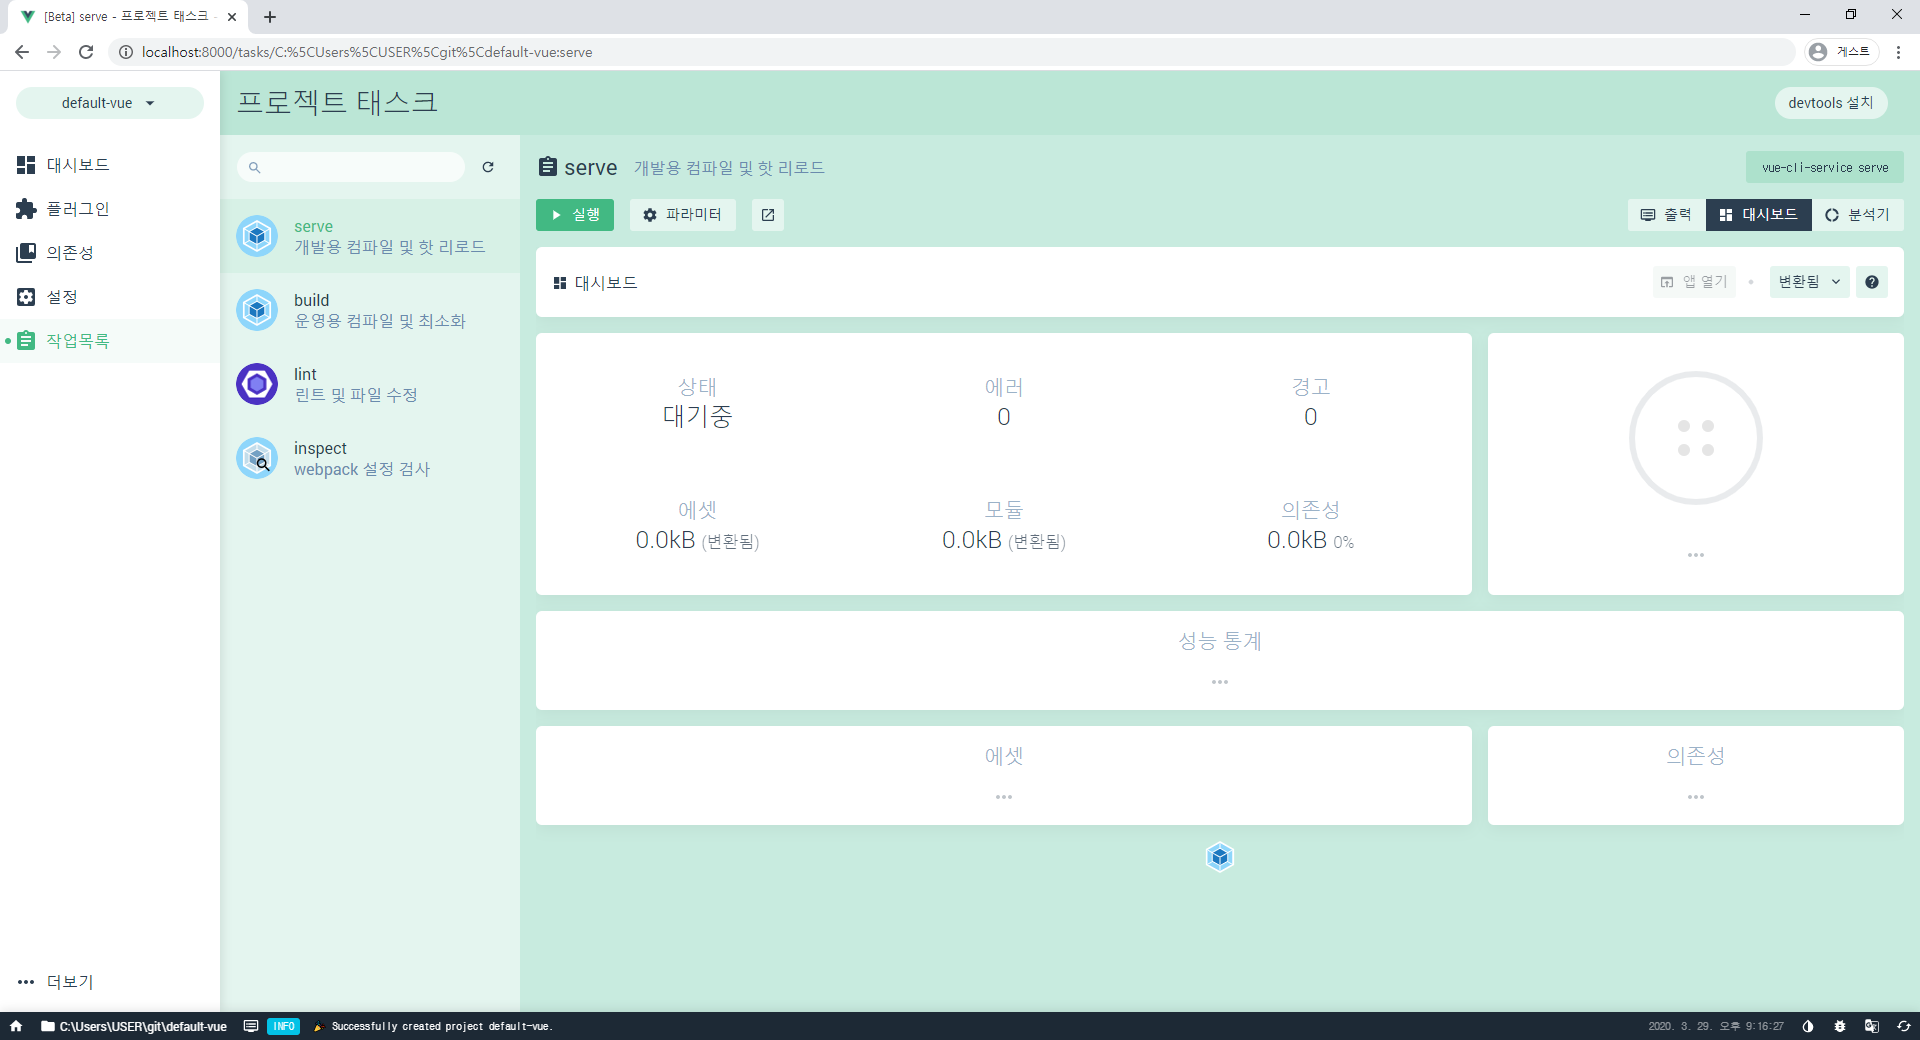 [Beta] serve - 프로젝트 태스크 -
localhost:8000/tasks/C:%5CUsers%5CUSER%5Cgit%5Cdefault-vue:serve
게스트
default-vue
프로젝트 태스크
devtools 설치
대시보드
플러그인
의존성
설정
작업목록
더보기
serve
개발용 컴파일 및 핫 리로드
build
운영용 컴파일 및 최소화
lint
린트 및 파일 수정
inspect
webpack 설정 검사
serve 개발용 컴파일 및 핫 리로드
vue-cli-service serve
실행 파라미터
출력 대시보드 분석기
대시보드
앱 열기 변환됨
상태 에러 경고
대기중 0 0
에셋 모듈 의존성
0.0kB (변환됨) 0.0kB (변환됨) 0.0kB 0%
성능 통계
에셋 의존성
C:\Users\USER\git\default-vue INFO Successfully created project default-vue. 2020. 3. 29. 오후 9:16:27